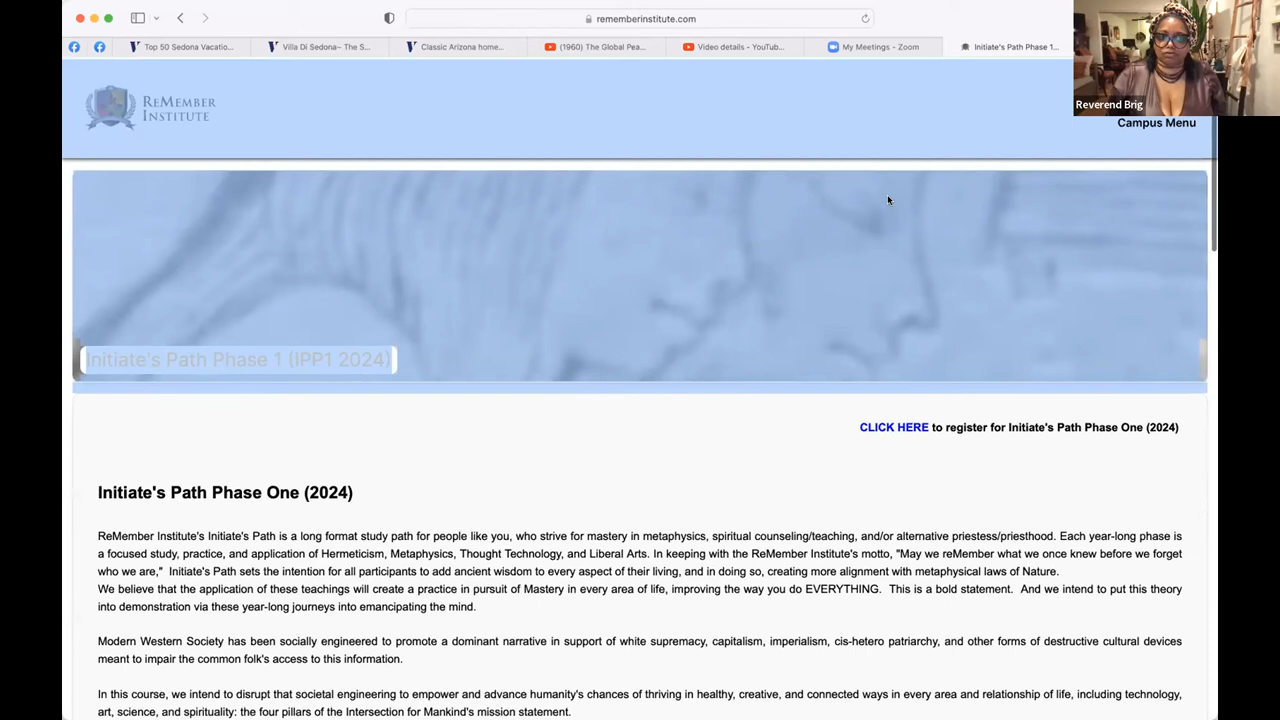 rememberinstitute.com
Top 50 Sedona Vacatio...
Villa Di Sedona~ The S...
Classic Arizona home...
(1960) The Global Pea...
Video details - YouTub...
My Meetings - Zoom
Initiate's Path Phase 1...
Reverend Brig
REMEMBER
INSTITUTE
Campus Menu
Initiate's Path Phase 1 (IPP1 2024)
CLICK HERE to register for Initiate's Path Phase One (2024)
Initiate's Path Phase One (2024)
ReMember Institute's Initiate's Path is a long format study path for people like you, who strive for mastery in metaphysics, spiritual counseling/teaching, and/or alternative priestess/priesthood. Each year-long phase is
a focused study, practice, and application of Hermeticism, Metaphysics, Thought Technology, and Liberal Arts. In keeping with the ReMember Institute's motto, "May we reMember what we once knew before we forget
who we are," Initiate's Path sets the intention for all participants to add ancient wisdom to every aspect of their living, and in doing so, creating more alignment with metaphysical laws of Nature.
We believe that the application of these teachings will create a practice in pursuit of Mastery in every area of life, improving the way you do EVERYTHING. This is a bold statement. And we intend to put this theory
into demonstration via these year-long journeys into emancipating the mind.
Modern Western Society has been socially engineered to promote a dominant narrative in support of white supremacy, capitalism, imperialism, cis-hetero patriarchy, and other forms of destructive cultural devices
meant to impair the common folk's access to this information.
In this course, we intend to disrupt that societal engineering to empower and advance humanity's chances of thriving in healthy, creative, and connected ways in every area and relationship of life, including technology,
art, science, and spirituality: the four pillars of the Intersection for Mankind's mission statement.